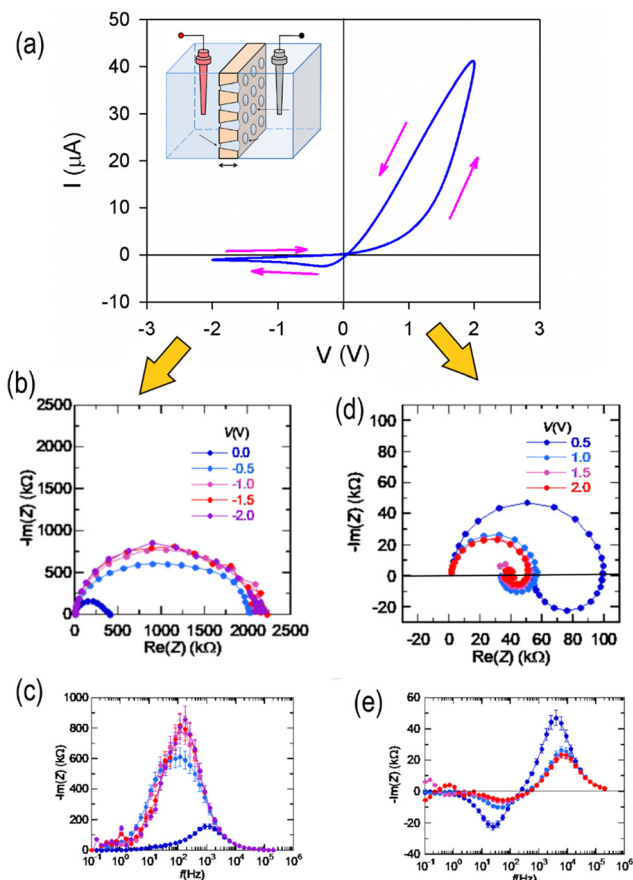 (a)
50
40
30
20
10
0
-10
I (μA)
-3 -2 -1 0 1 2 3
V (V)
(b)
2500
2000
1500
1000
500
0
-Im(Z) (kΩ)
V(V)
0.0
-0.5
-1.0
-1.5
-2.0
0 500 1000 1500 2000 2500
Re(Z) (kΩ)
(d)
100
80
60
40
20
0
-20
-Im(Z) (kΩ)
V(V)
0.5
1.0
1.5
2.0
-20 0 20 40 60 80 100
Re(Z) (kΩ)
(c)
1000
800
600
400
200
0
-Im(Z) (kΩ)
10-1 100 101 102 103 104 105 106
f(Hz)
(e)
60
40
20
0
-20
-40
-Im(Z) (kΩ)
10-1 100 101 102 103 104 105 106
f(Hz)